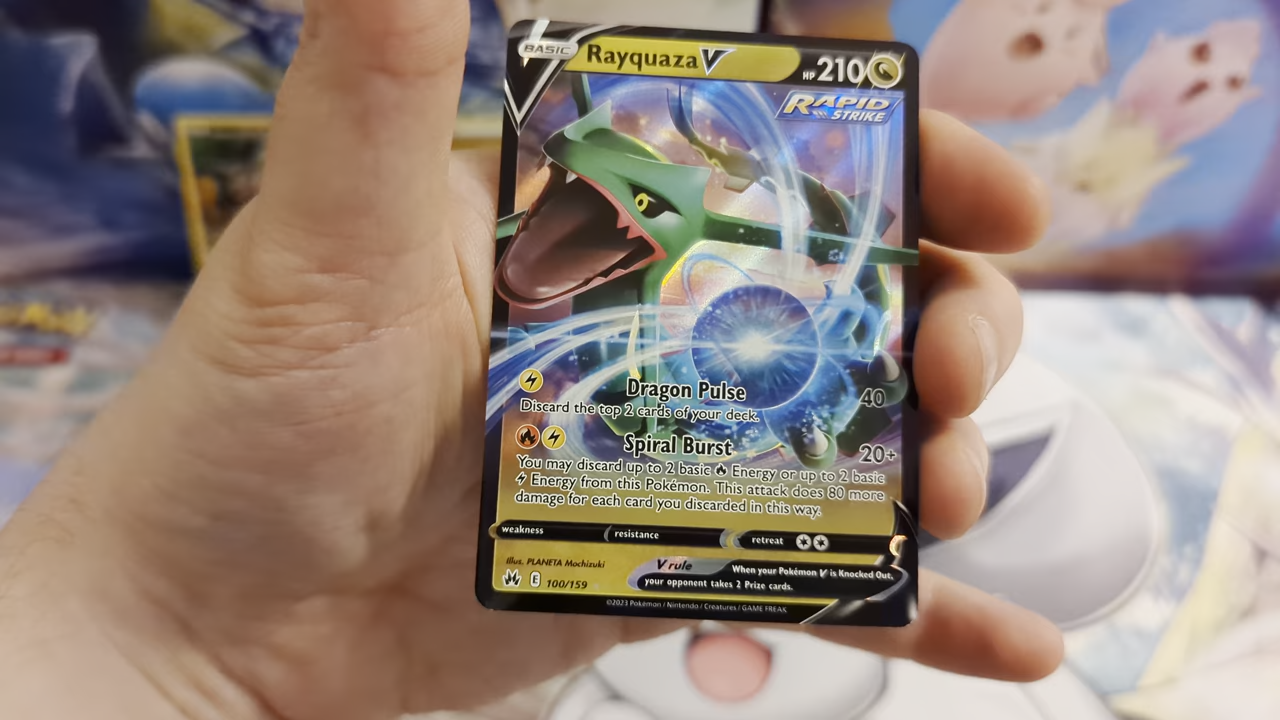 BASIC Rayquaza V HP 210
RAPID
STRIKE
Dragon Pulse 40
Discard the top 2 cards of your deck.
Spiral Burst 20+
You may discard up to 2 basic Energy or up to 2 basic
Energy from this Pokémon. This attack does 80 more
damage for each card you discarded in this way.
weakness resistance retreat
Illus. PLANETA Mochizuki
V rule When your Pokémon V is Knocked Out,
your opponent takes 2 Prize cards.
E 100/159
©2023 Pokémon / Nintendo / Creatures / GAME FREAK